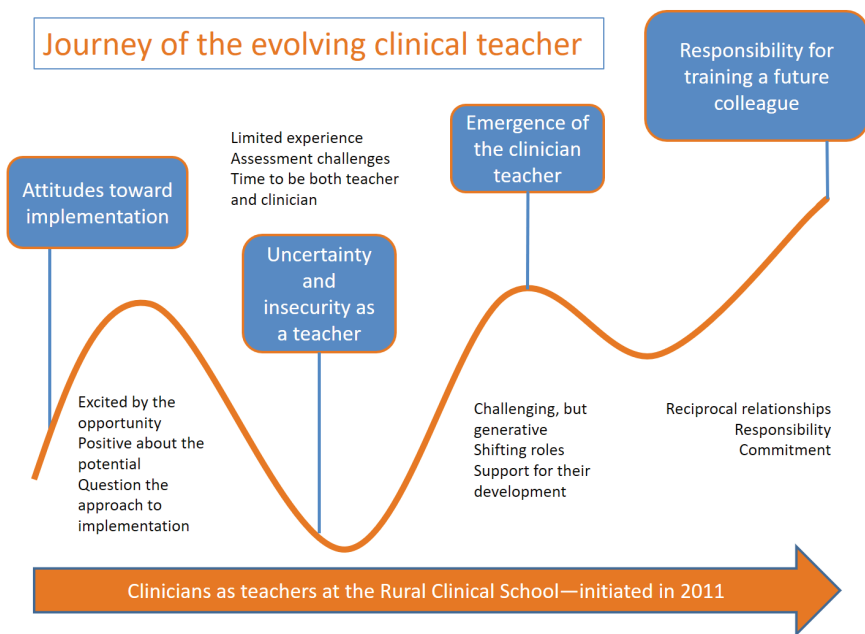 Journey of the evolving clinical teacher
Attitudes toward
implementation
Excited by the
opportunity
Positive about the
potential
Question the
approach to
implementation
Limited experience
Assessment challenges
Time to be both teacher
and clinician
Uncertainty
and
insecurity as
a teacher
Emergence of
the clinician
teacher
Challenging, but
generative
Shifting roles
Support for their
development
Responsibility for
training a future
colleague
Reciprocal relationships
Responsibility
Commitment
Clinicians as teachers at the Rural Clinical School—initiated in 2011